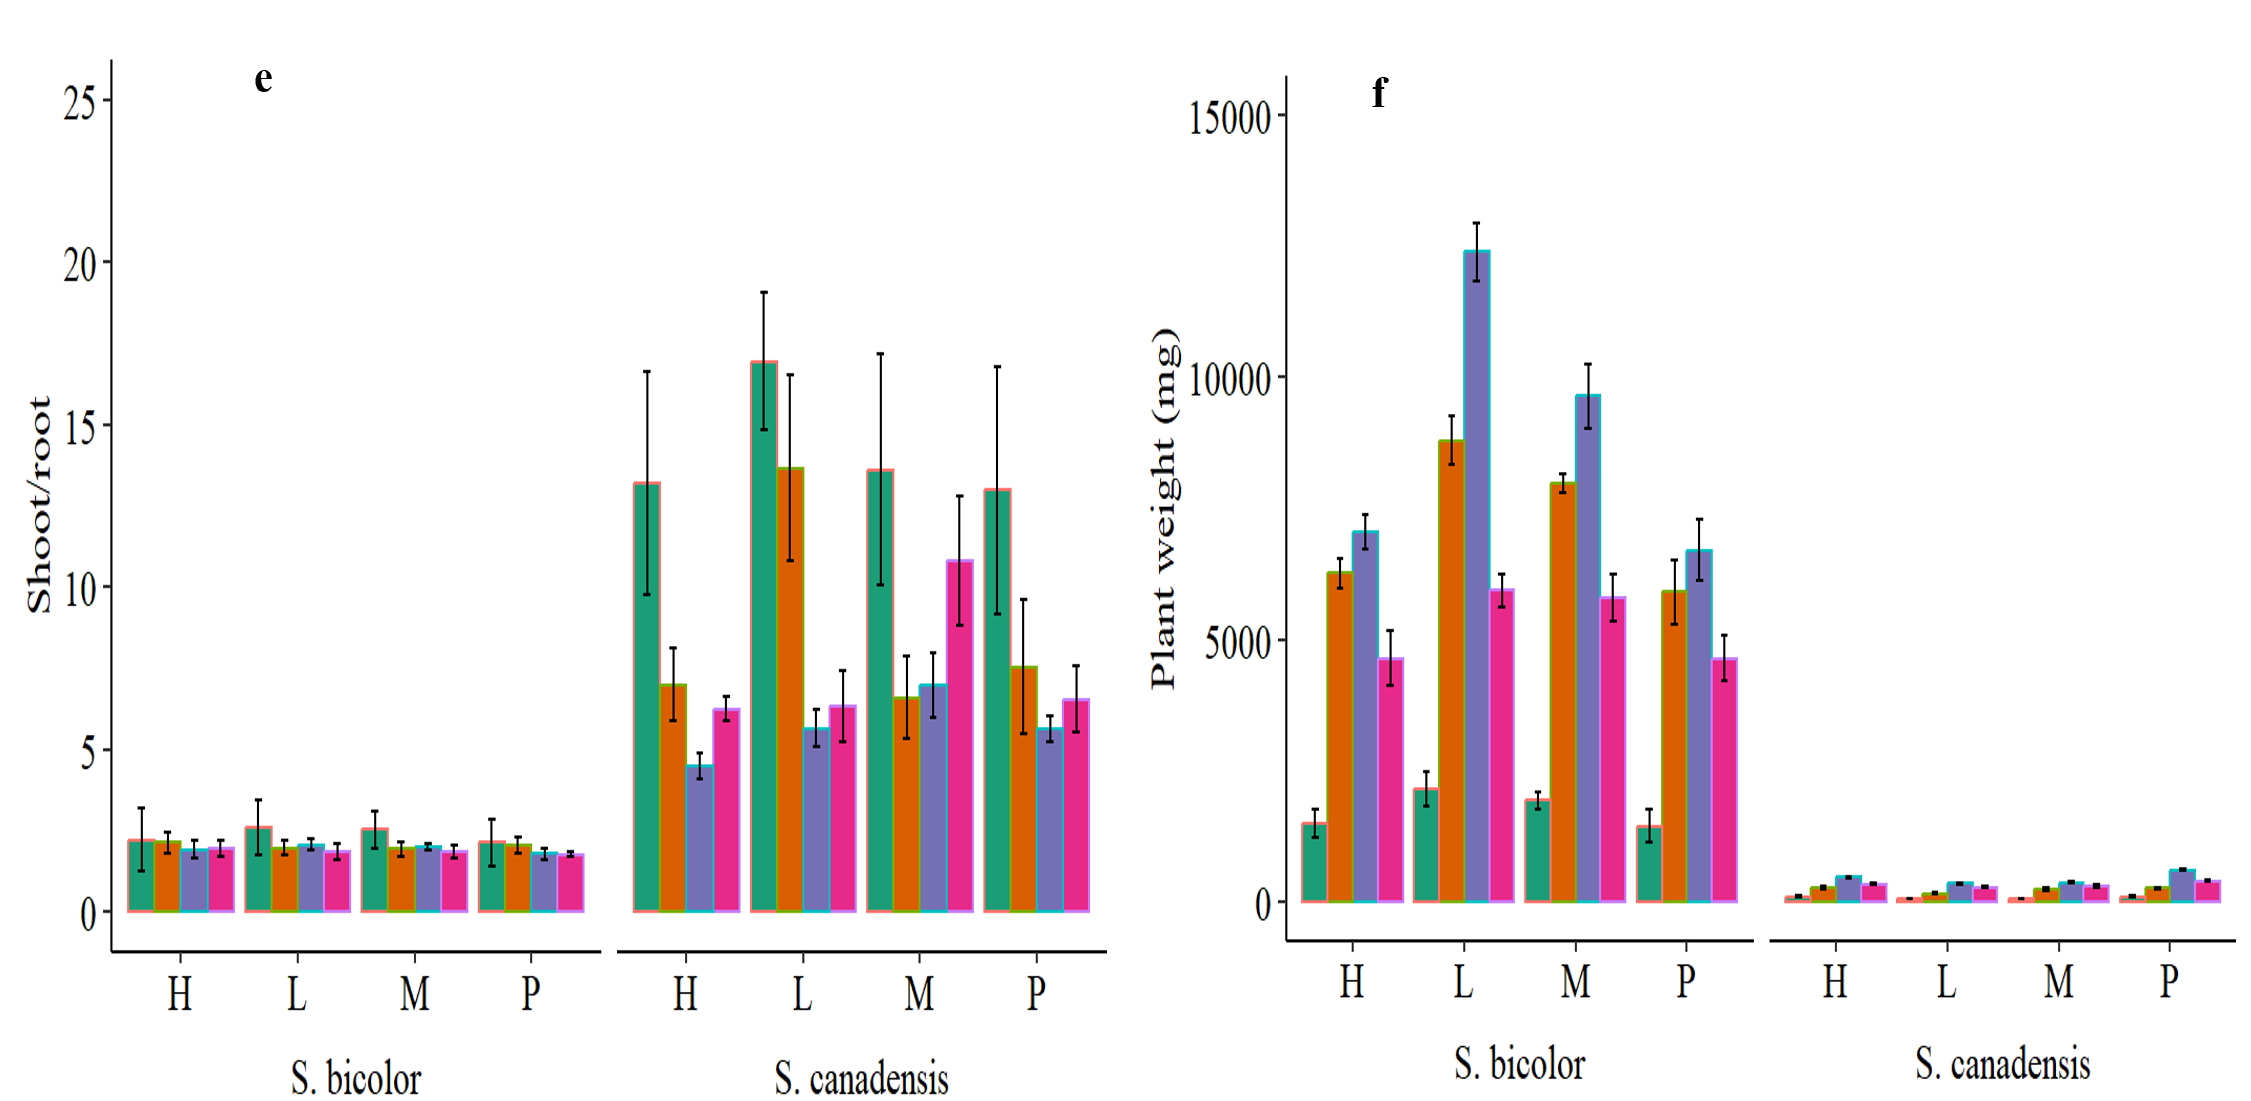 e
Shoot/root
25
20
15
10
5
0
H L M P H L M P
S. bicolor S. canadensis
f
Plant weight (mg)
15000
10000
5000
0
H L M P H L M P
S. bicolor S. canadensis